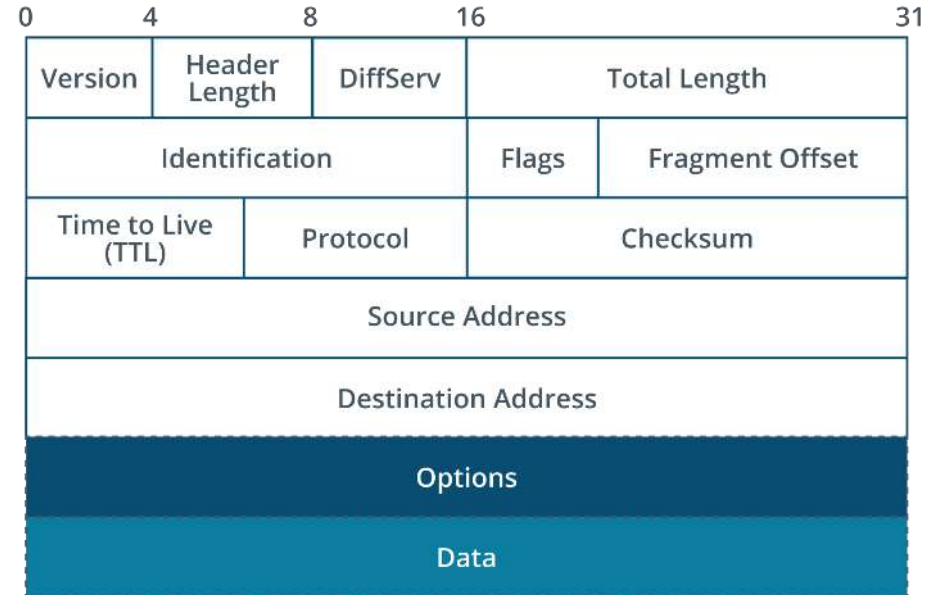 0 4 8 16 31
Version Header Length DiffServ Total Length
Identification Flags Fragment Offset
Time to Live (TTL) Protocol Checksum
Source Address
Destination Address
Options
Data